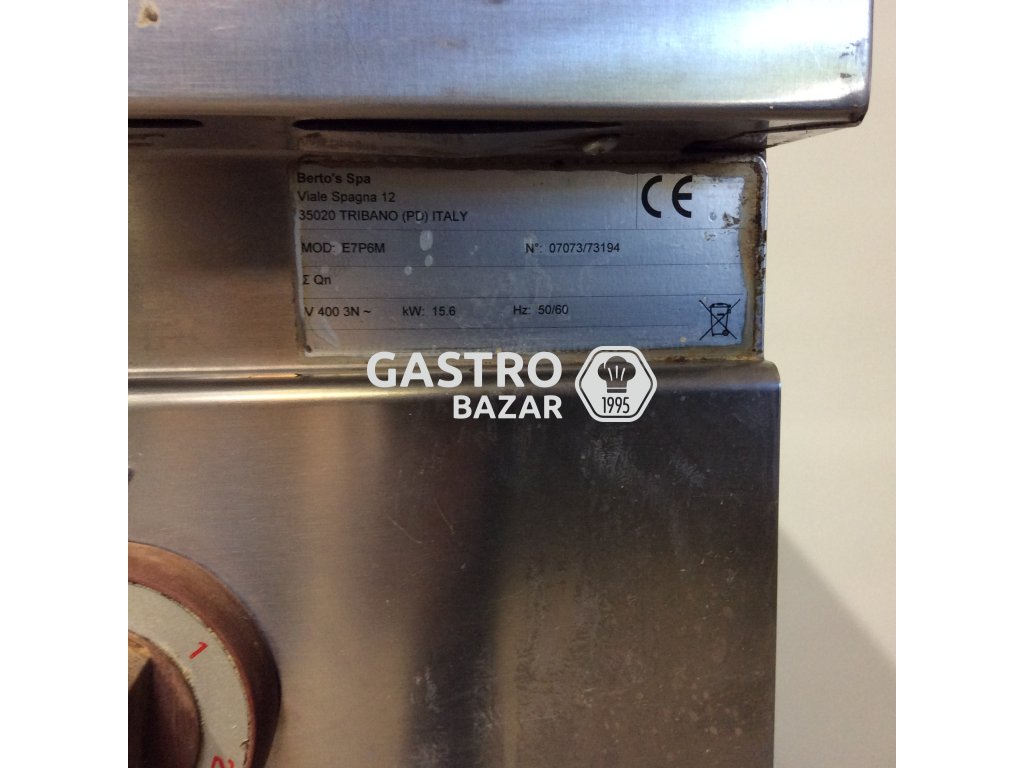 Berto's Spa
Viale Spagna 12
35020 TRIBANO (PD) ITALY
CE
MOD: E7P6M N°: 07073/73194
Σ Qn
V 400 3N ~ kW: 15.6 Hz: 50/60
GASTRO
BAZAR
1995
1
2